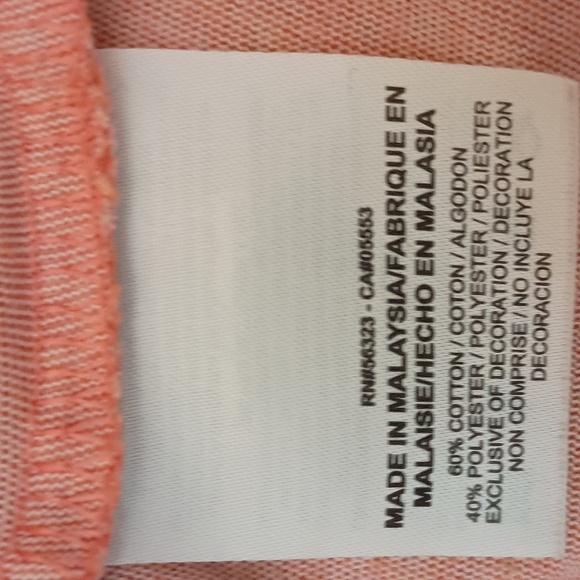 RN#56323 - CA#05553
MADE IN MALAYSIA/FABRIQUE EN
MALAISIE/HECHO EN MALASIA
60% COTTON / COTON / ALGODON
40% POLYESTER / POLYESTER / POLIESTER
EXCLUSIVE OF DECORATION / DECORATION
NON COMPRISE / NO INCLUYE LA
DECORACION